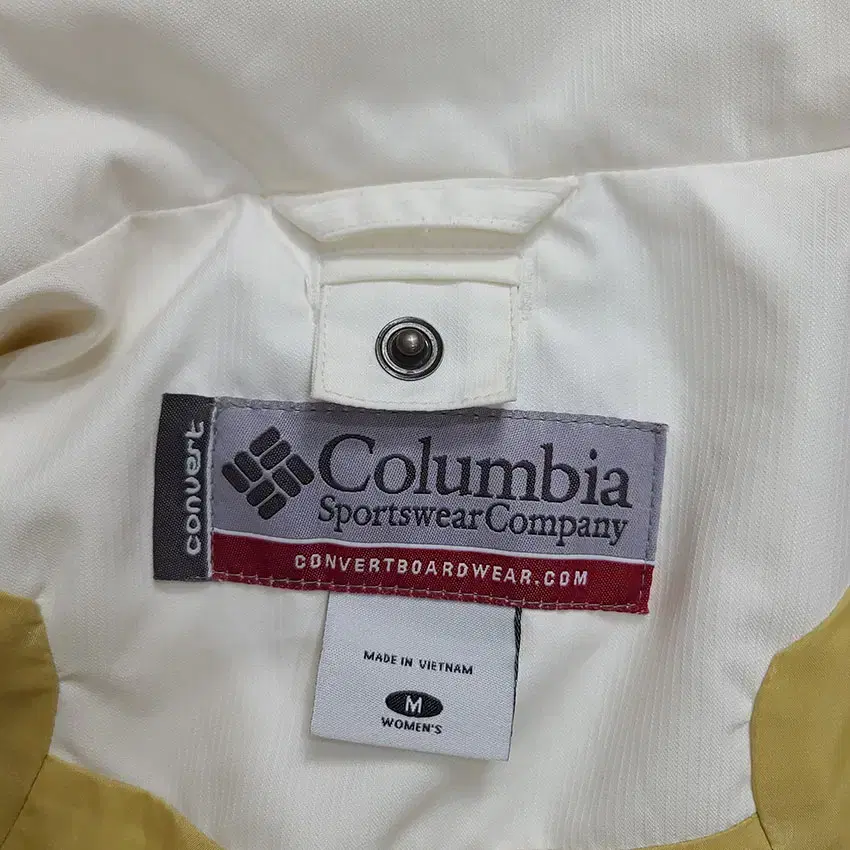 convert
Columbia
Sportswear Company
CONVERTBOARDWEAR.COM
MADE IN VIETNAM
M
WOMEN'S